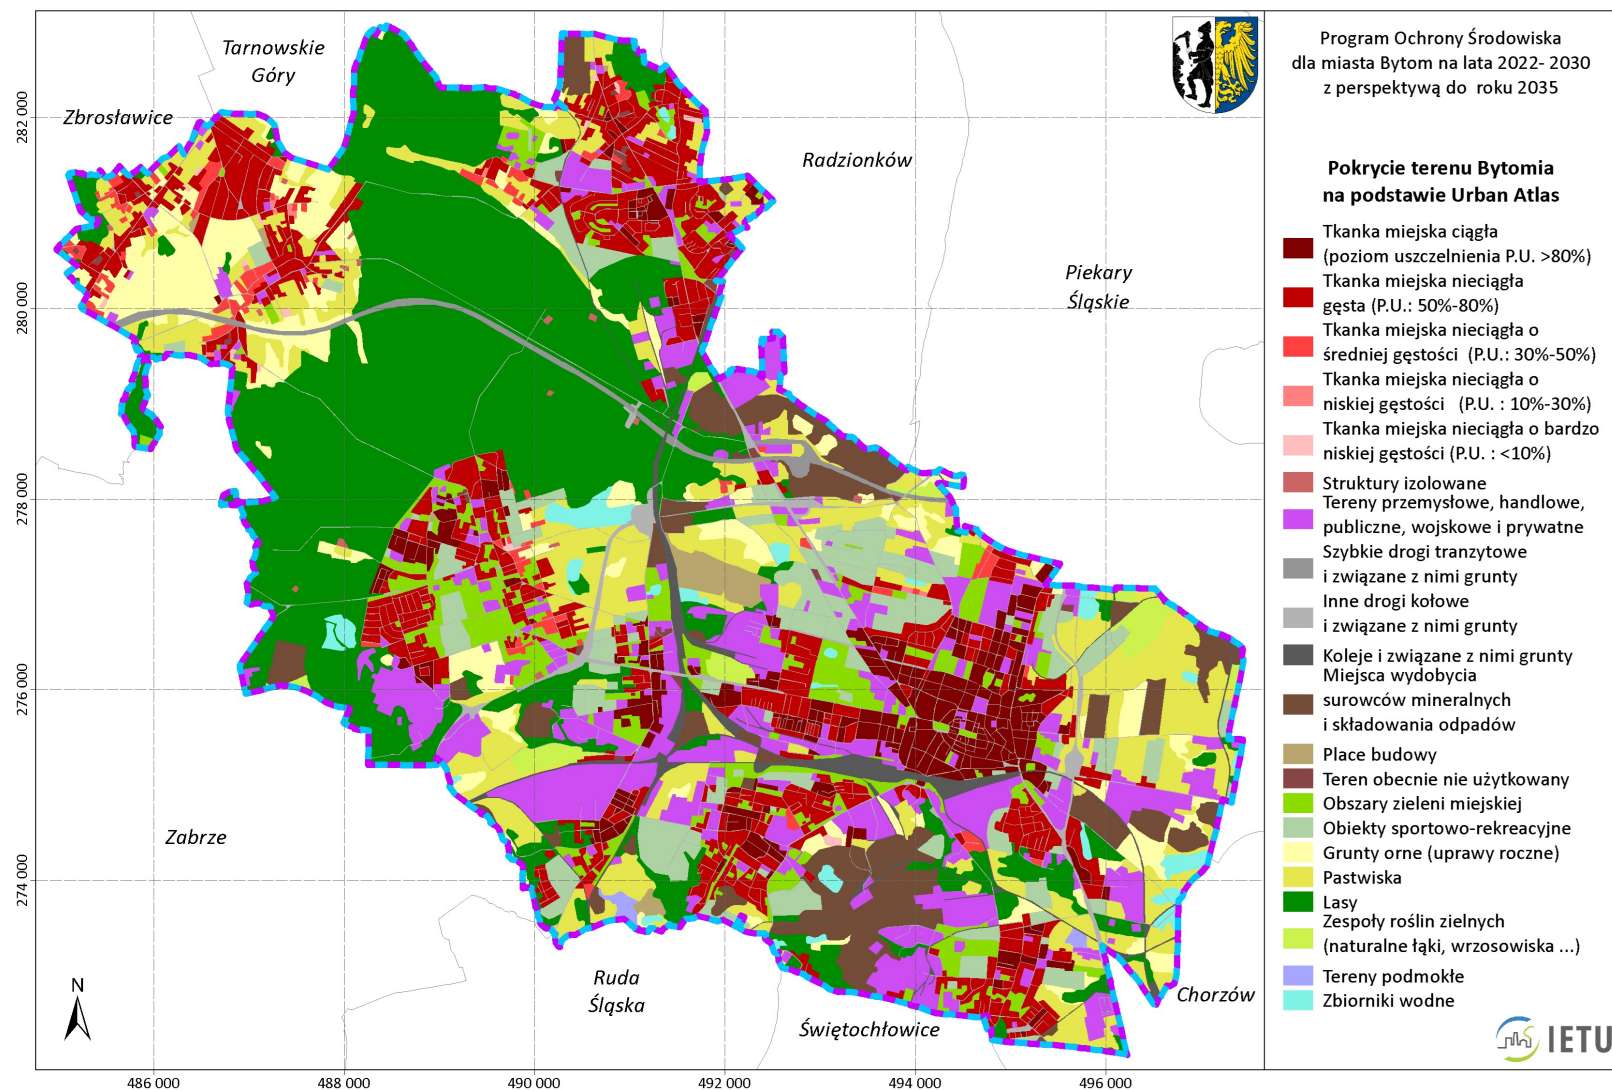 Program Ochrony Środowiska
dla miasta Bytom na lata 2022- 2030
z perspektywą do roku 2035
Pokrycie terenu Bytomia
na podstawie Urban Atlas
Tkanka miejska ciągła
(poziom uszczelnienia P.U. >80%)
Tkanka miejska nieciągła
gęsta (P.U.: 50%-80%)
Tkanka miejska nieciągła o
średniej gęstości (P.U.: 30%-50%)
Tkanka miejska nieciągła o
niskiej gęstości (P.U. : 10%-30%)
Tkanka miejska nieciągła o bardzo
niskiej gęstości (P.U. : <10%)
Struktury izolowane
Tereny przemysłowe, handlowe,
publiczne, wojskowe i prywatne
Szybkie drogi tranzytowe
i związane z nimi grunty
Inne drogi kołowe
i związane z nimi grunty
Koleje i związane z nimi grunty
Miejsca wydobycia
surowców mineralnych
i składowania odpadów
Place budowy
Teren obecnie nie użytkowany
Obszary zieleni miejskiej
Obiekty sportowo-rekreacyjne
Grunty orne (uprawy roczne)
Pastwiska
Lasy
Zespoły roślin zielnych
(naturalne łąki, wrzosowiska ...)
Tereny podmokłe
Zbiorniki wodne
IETU
Tarnowskie
Góry
Zbrosławice
Radzionków
Piekary
Śląskie
Zabrze
Ruda
Śląska
Świętochłowice
Chorzów
N
282 000
280 000
278 000
276 000
274 000
486 000
488 000
490 000
492 000
494 000
496 000